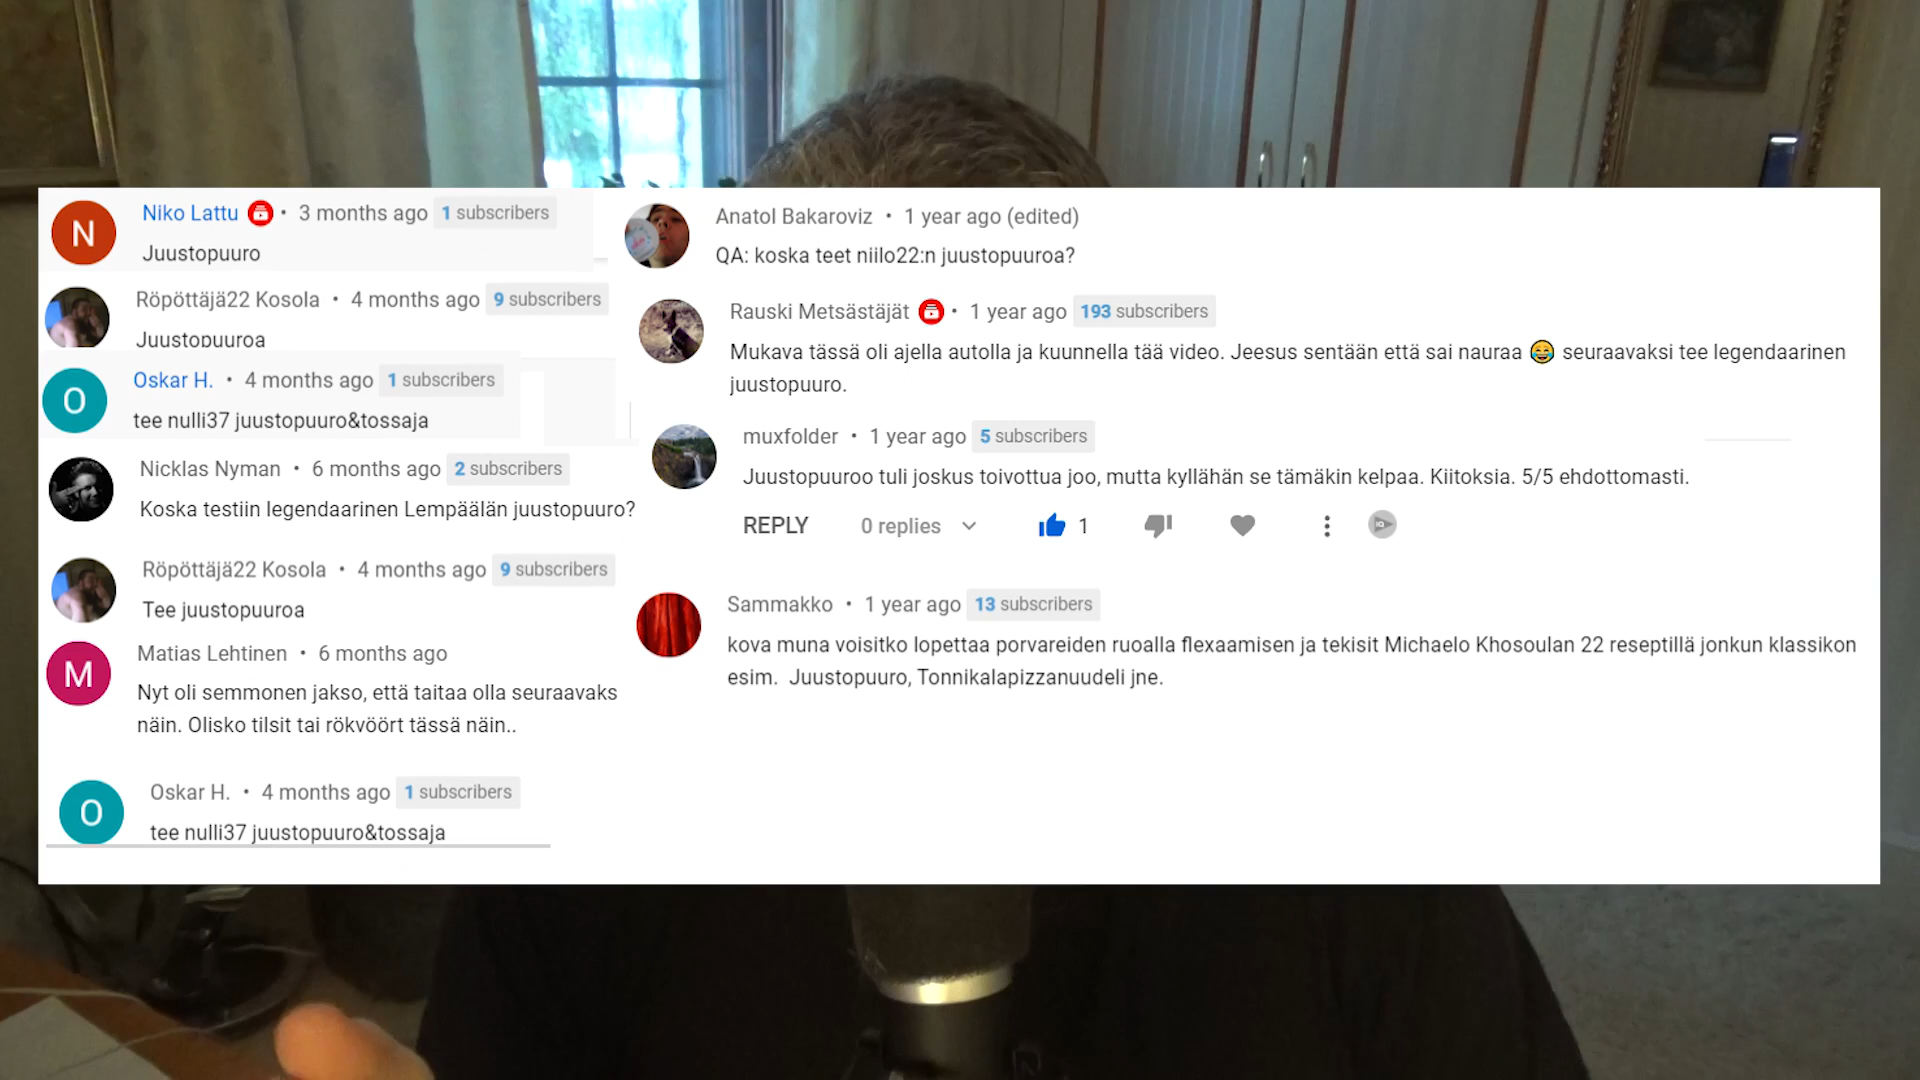 N
Niko Lattu • 3 months ago 1 subscribers
Juustopuuro
Röpöttäjä22 Kosola • 4 months ago 9 subscribers
Juustopuuroa
O
Oskar H. • 4 months ago 1 subscribers
tee nulli37 juustopuuro&tossaja
Nicklas Nyman • 6 months ago 2 subscribers
Koska testiin legendaarinen Lempäälän juustopuuro?
Röpöttäjä22 Kosola • 4 months ago 9 subscribers
Tee juustopuuroa
M
Matias Lehtinen • 6 months ago
Nyt oli semmonen jakso, että taitaa olla seuraavaks
näin. Olisko tilsit tai rökvöört tässä näin..
O
Oskar H. • 4 months ago 1 subscribers
tee nulli37 juustopuuro&tossaja
Anatol Bakaroviz • 1 year ago (edited)
QA: koska teet niilo22:n juustopuuroa?
Rauski Metsästäjät • 1 year ago 193 subscribers
Mukava tässä oli ajella autolla ja kuunnella tää video. Jeesus sentään että sai nauraa 😂 seuraavaksi tee legendaarinen
juustopuuro.
muxfolder • 1 year ago 5 subscribers
Juustopuuroo tuli joskus toivottua joo, mutta kyllähän se tämäkin kelpaa. Kiitoksia. 5/5 ehdottomasti.
REPLY 0 replies 1
Sammakko • 1 year ago 13 subscribers
kova muna voisitko lopettaa porvareiden ruoalla flexaamisen ja tekisit Michaelo Khosoulan 22 reseptillä jonkun klassikon
esim. Juustopuuro, Tonnikalapizzanuudeli jne.